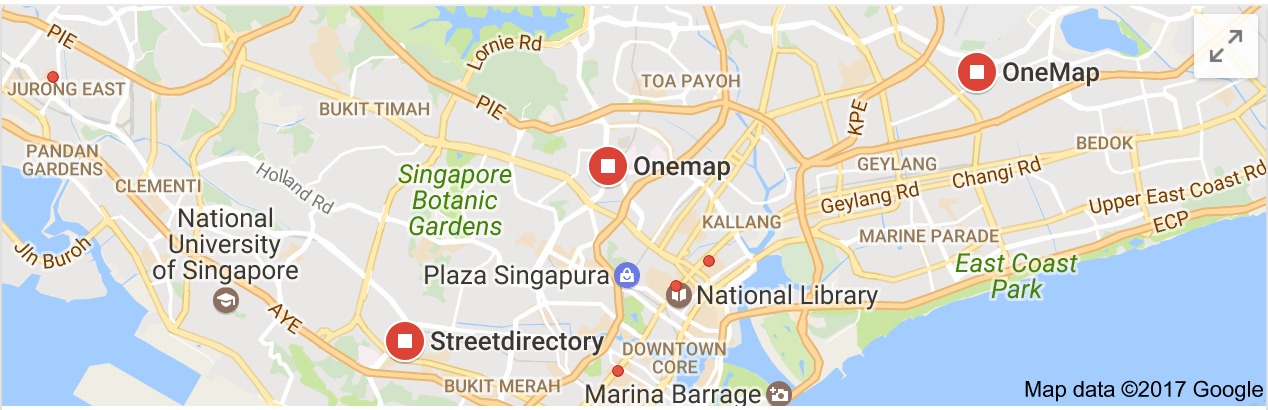 PIE
Lornie Rd
OneMap
JURONG EAST
TOA PAYOH
BUKIT TIMAH
PIE
KPE
PANDAN
GARDENS
BEDOK
GEYLANG
Onemap
Changi Rd
CLEMENTI
Holland Rd
Singapore
Botanic
Gardens
Geylang Rd
Upper East Coast Rd
National
University
of Singapore
KALLANG
ECP
MARINE PARADE
Jln Buroh
East Coast
Park
Plaza Singapura
National Library
AYE
Streetdirectory
DOWNTOWN
CORE
BUKIT MERAH
Marina Barrage
Map data ©2017 Google